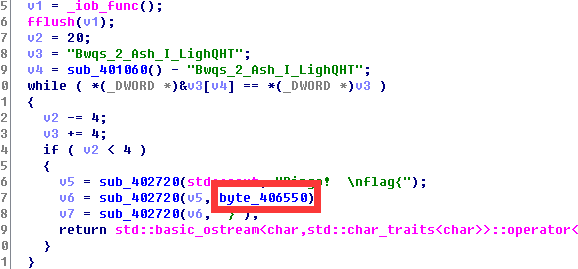 5 v1 = _iob_func();
6 fflush(v1);
7 v2 = 20;
8 v3 = "Bwqs_2_Ash_I_LighQHT";
9 v4 = sub_401060() - "Bwqs_2_Ash_I_LighQHT";
0 while ( *(_DWORD *)&v3[v4] == *(_DWORD *)v3 )
1 {
2 v2 -= 4;
3 v3 += 4;
4 if ( v2 < 4 )
5 {
6 v5 = sub_402720(std:: \nflag{");
7 v6 = sub_402720(v5, byte_406550)
8 v7 = sub_402720(v6,
9 return std::basic_ostream<char,std::char_traits<char>>::operator<
0 }
1 }